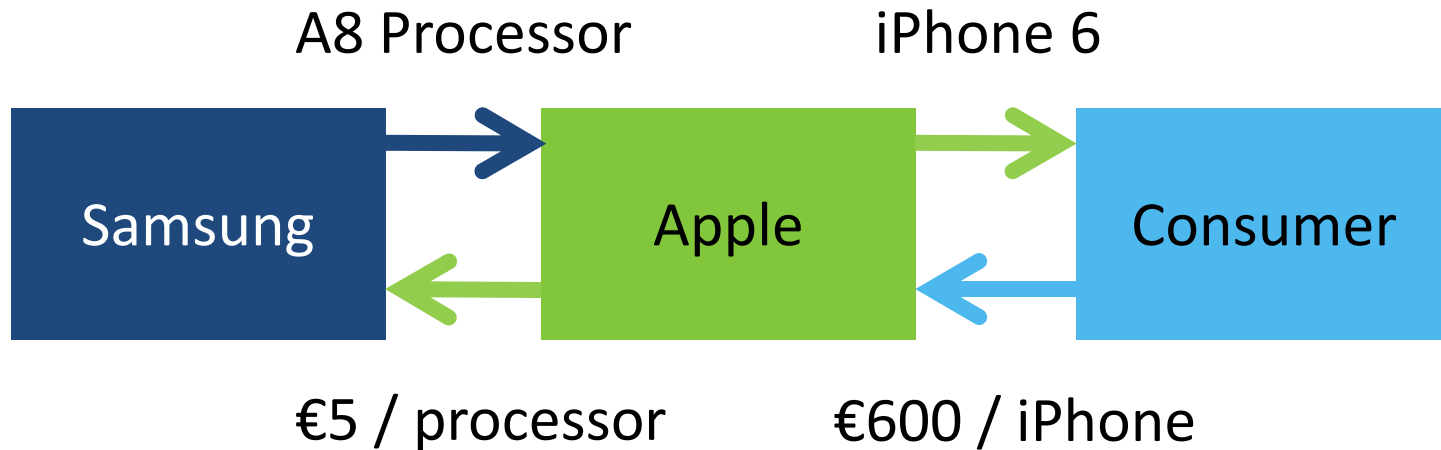 A8 Processor
iPhone 6
Samsung
Apple
Consumer
€5 / processor
€600 / iPhone